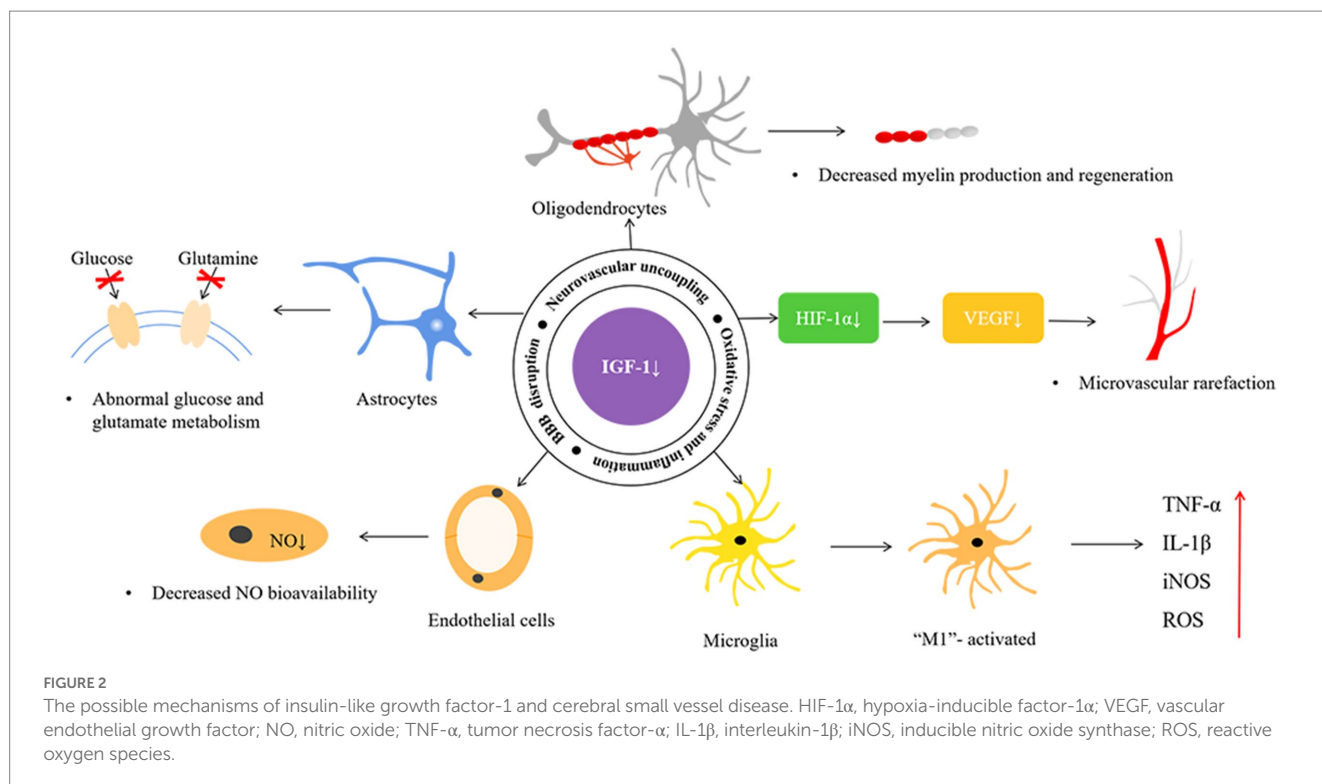 Oligodendrocytes
• Decreased myelin production and regeneration
Glucose
Glutamine
• Abnormal glucose and
glutamate metabolism
Astrocytes
Neurovascular uncoupling
● Oxidative stress and inflammation
● BBB disruption ●
IGF-1↓
HIF-1α↓
VEGF↓
• Microvascular rarefaction
NO↓
• Decreased NO bioavailability
Endothelial cells
Microglia
“M1”- activated
TNF-α
IL-1β
iNOS
ROS
FIGURE 2
The possible mechanisms of insulin-like growth factor-1 and cerebral small vessel disease. HIF-1α, hypoxia-inducible factor-1α; VEGF, vascular
endothelial growth factor; NO, nitric oxide; TNF-α, tumor necrosis factor-α; IL-1β, interleukin-1β; iNOS, inducible nitric oxide synthase; ROS, reactive
oxygen species.